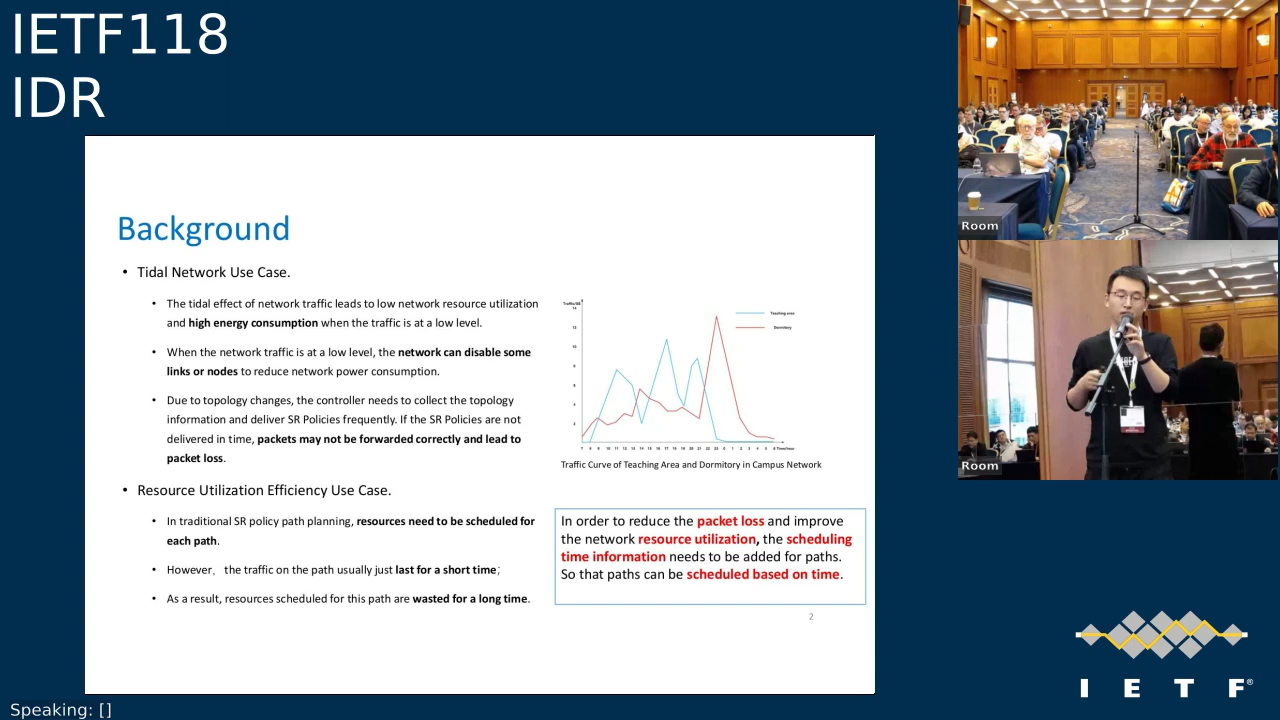 IETF118
IDR
Background
• Tidal Network Use Case.
• The tidal effect of network traffic leads to low network resource utilization
and high energy consumption when the traffic is at a low level.
• When the network traffic is at a low level, the network can disable some
links or nodes to reduce network power consumption.
• Due to topology changes, the controller needs to collect the topology
information and deliver SR Policies frequently. If the SR Policies are not
delivered in time, packets may not be forwarded correctly and lead to
packet loss.
• Resource Utilization Efficiency Use Case.
• In traditional SR policy path planning, resources need to be scheduled for
each path.
• However， the traffic on the path usually just last for a short time；
• As a result, resources scheduled for this path are wasted for a long time.
Teaching area
Dormitory
Traffic Curve of Teaching Area and Dormitory in Campus Network
In order to reduce the packet loss and improve
the network resource utilization, the scheduling
time information needs to be added for paths.
So that paths can be scheduled based on time.
2
Room
Room
I E T F®
Speaking: []